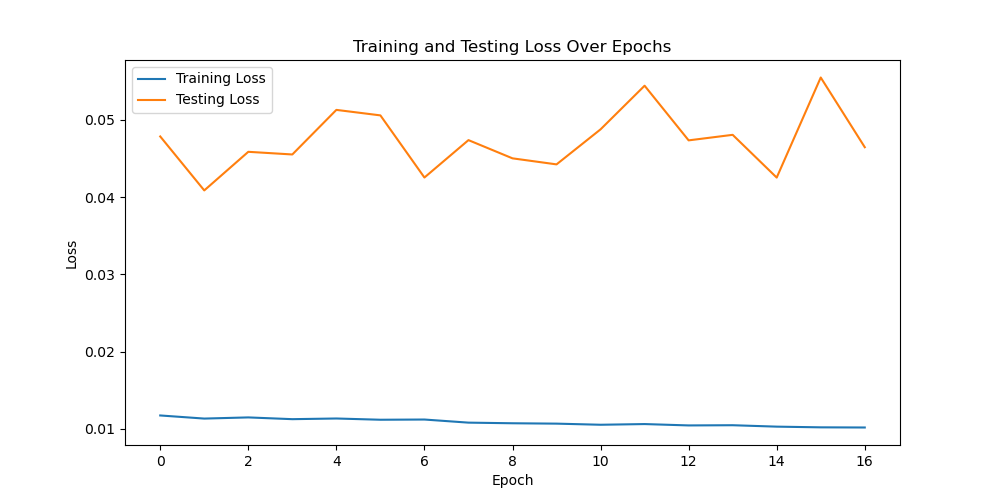 Training and Testing Loss Over Epochs
Training Loss
Testing Loss
0.05
0.04
0.03
0.02
0.01
Loss
0 2 4 6 8 10 12 14 16
Epoch